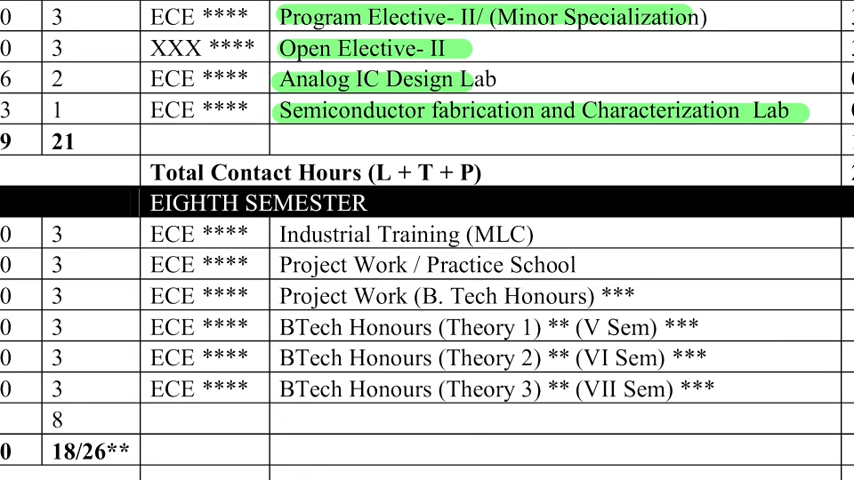 0 3 ECE **** Program Elective- II/ (Minor Specialization)
0 3 XXX **** Open Elective- II
6 2 ECE **** Analog IC Design Lab
3 1 ECE **** Semiconductor fabrication and Characterization Lab
9 21
Total Contact Hours (L + T + P)
EIGHTH SEMESTER
0 3 ECE **** Industrial Training (MLC)
0 3 ECE **** Project Work / Practice School
0 3 ECE **** Project Work (B. Tech Honours) ***
0 3 ECE **** BTech Honours (Theory 1) ** (V Sem) ***
0 3 ECE **** BTech Honours (Theory 2) ** (VI Sem) ***
0 3 ECE **** BTech Honours (Theory 3) ** (VII Sem) ***
8
0 18/26**